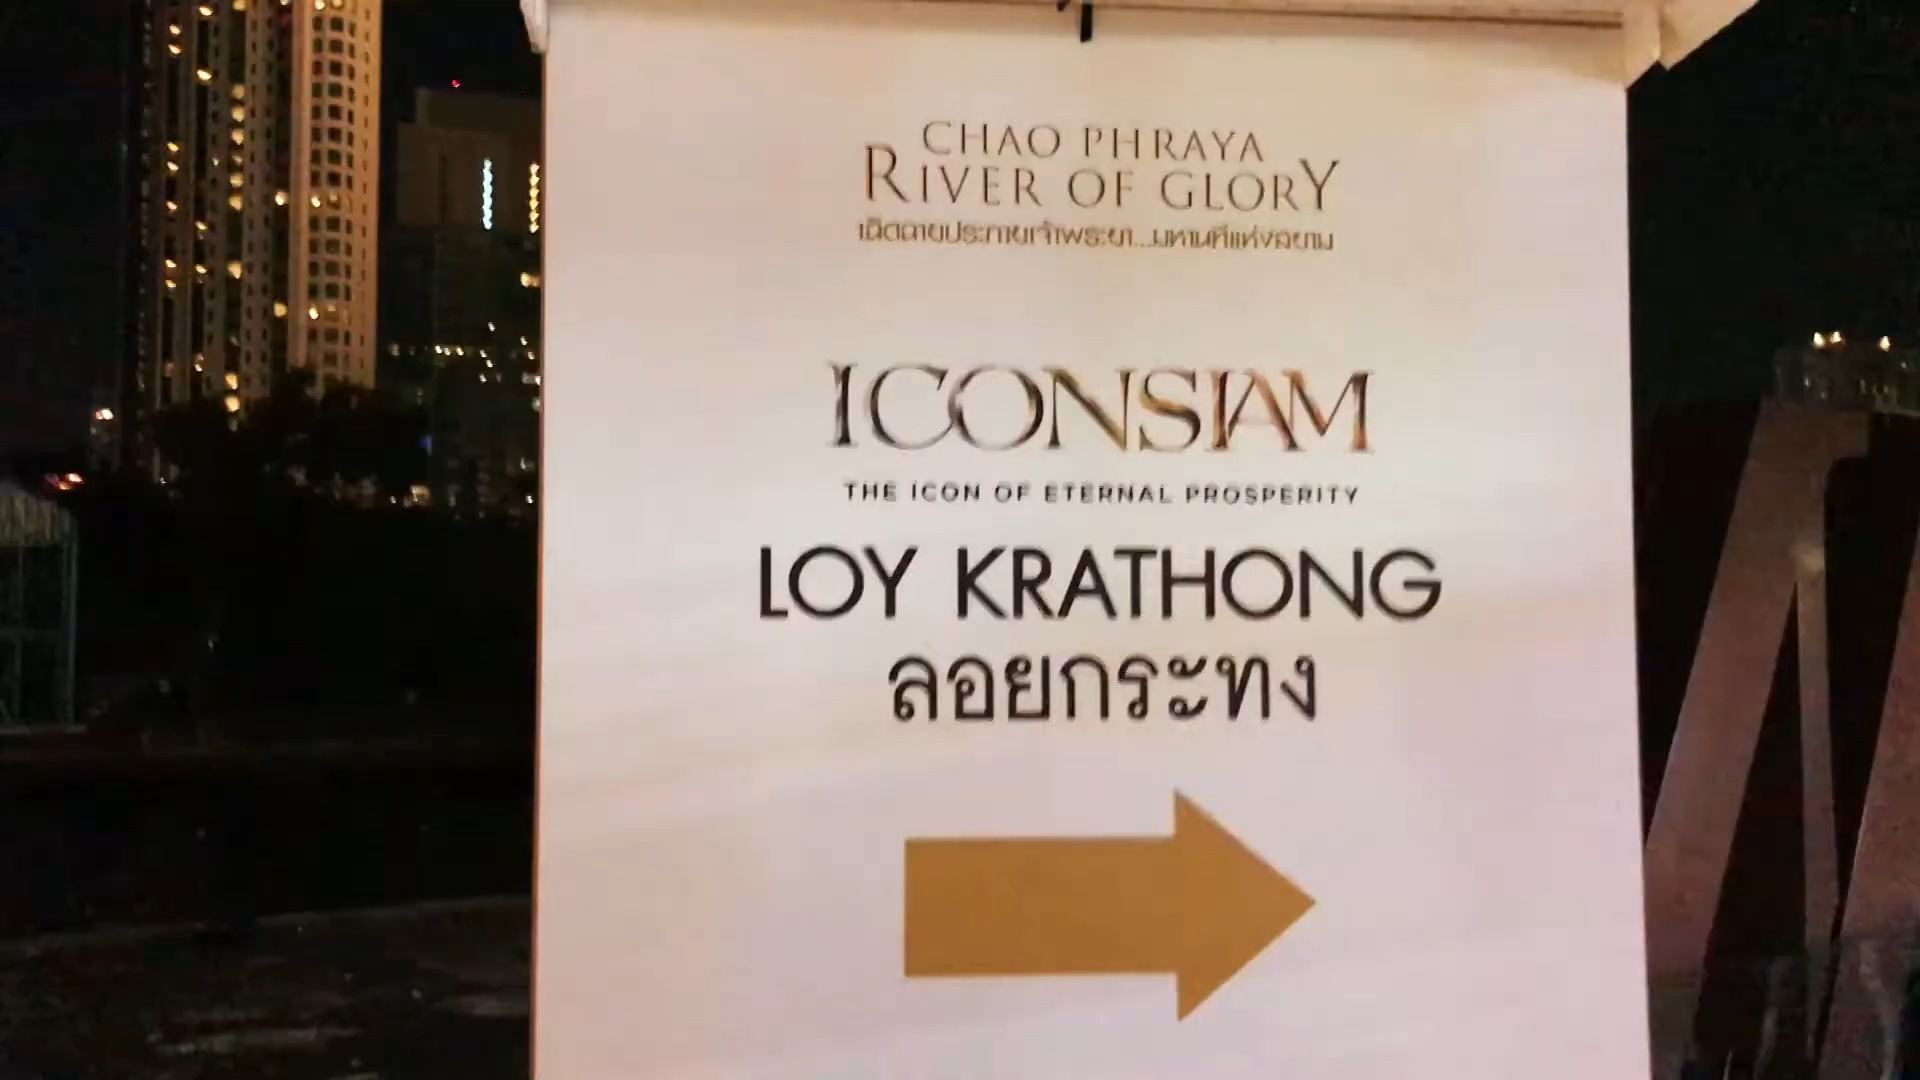 CHAO PHRAYA
RIVER OF GLORY
เฉิดฉายประกายเจ้าพระยา...มหานทีแห่งสยาม
ICONSIAM
THE ICON OF ETERNAL PROSPERITY
LOY KRATHONG
ลอยกระทง